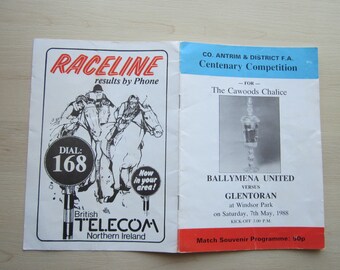 RACELINE
results by Phone
DIAL:
168
Now in your area!
British
TELECOM
Northern Ireland
CO. ANTRIM & DISTRICT F.A.
Centenary Competition
— FOR —
The Cawoods Chalice
BALLYMENA UNITED
VERSUS
GLENTORAN
at Windsor Park
on Saturday, 7th May, 1988
KICK-OFF 3.00 P.M.
Match Souvenir Programme: 50p